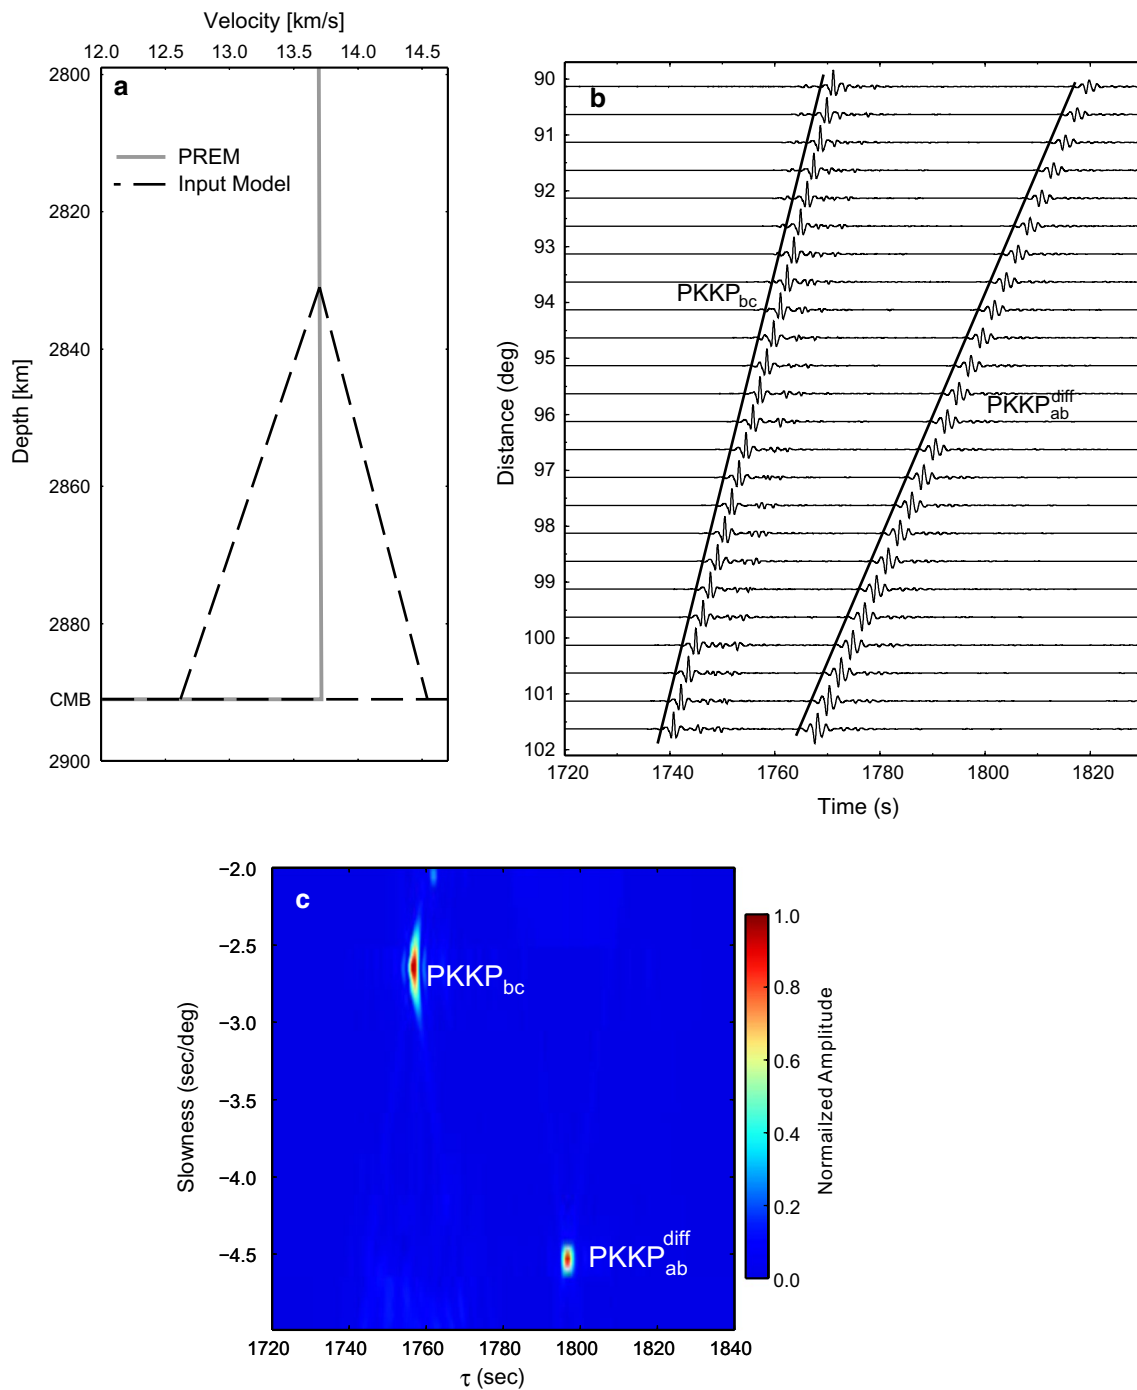 Velocity [km/s]
12.0 12.5 13.0 13.5 14.0 14.5
a
2800
2820
2840
2860
2880
CMB
2900
Depth [km]
PREM
Input Model
b
90
91
92
93
94
95
96
97
98
99
100
101
102
Distance (deg)
PKKPbc
PKKPab diff
1720 1740 1760 1780 1800 1820
Time (s)
c
−2.0
−2.5
−3.0
−3.5
−4.0
−4.5
Slowness (sec/deg)
PKKPbc
PKKPab diff
1720 1740 1760 1780 1800 1820 1840
τ (sec)
1.0
0.8
0.6
0.4
0.2
0.0
Normailzed Amplitude